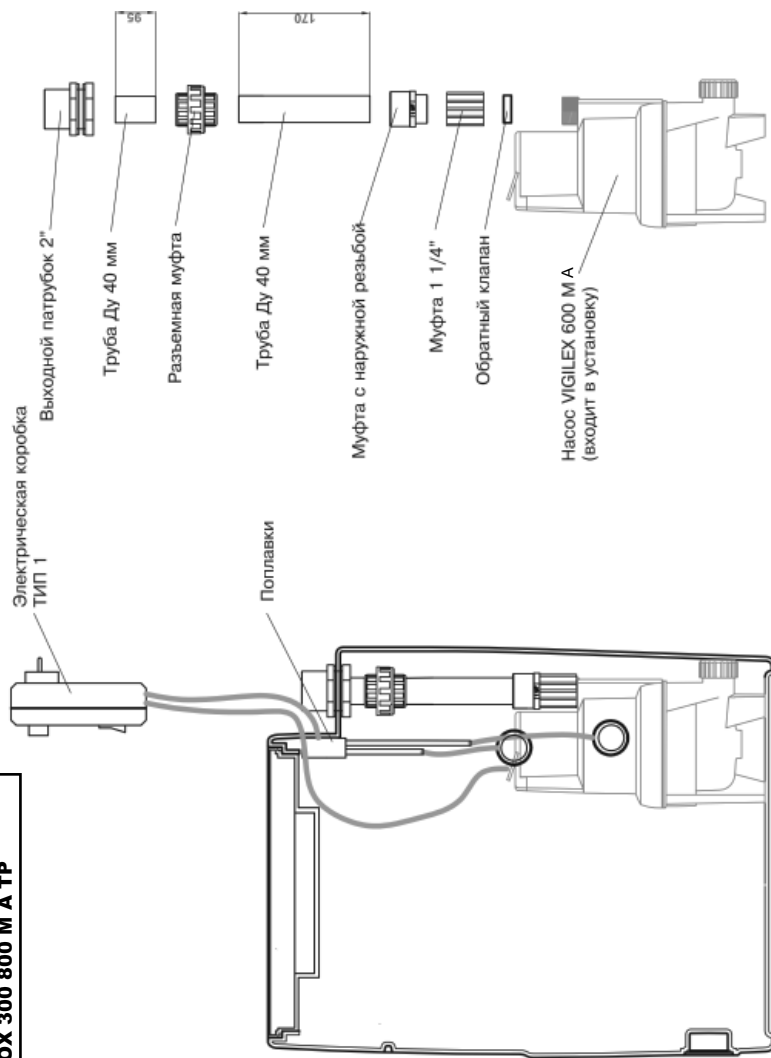 ОХ 300 800 M A TP
Электрическая коробка
ТИП 1
Поплавки
Выходной патрубок 2"
Труба Ду 40 мм
Разъемная муфта
Труба Ду 40 мм
Муфта с наружной резьбой
Муфта 1 1/4"
Обратный клапан
Насос VIGILEX 600 M A
(входит в установку)
95
170